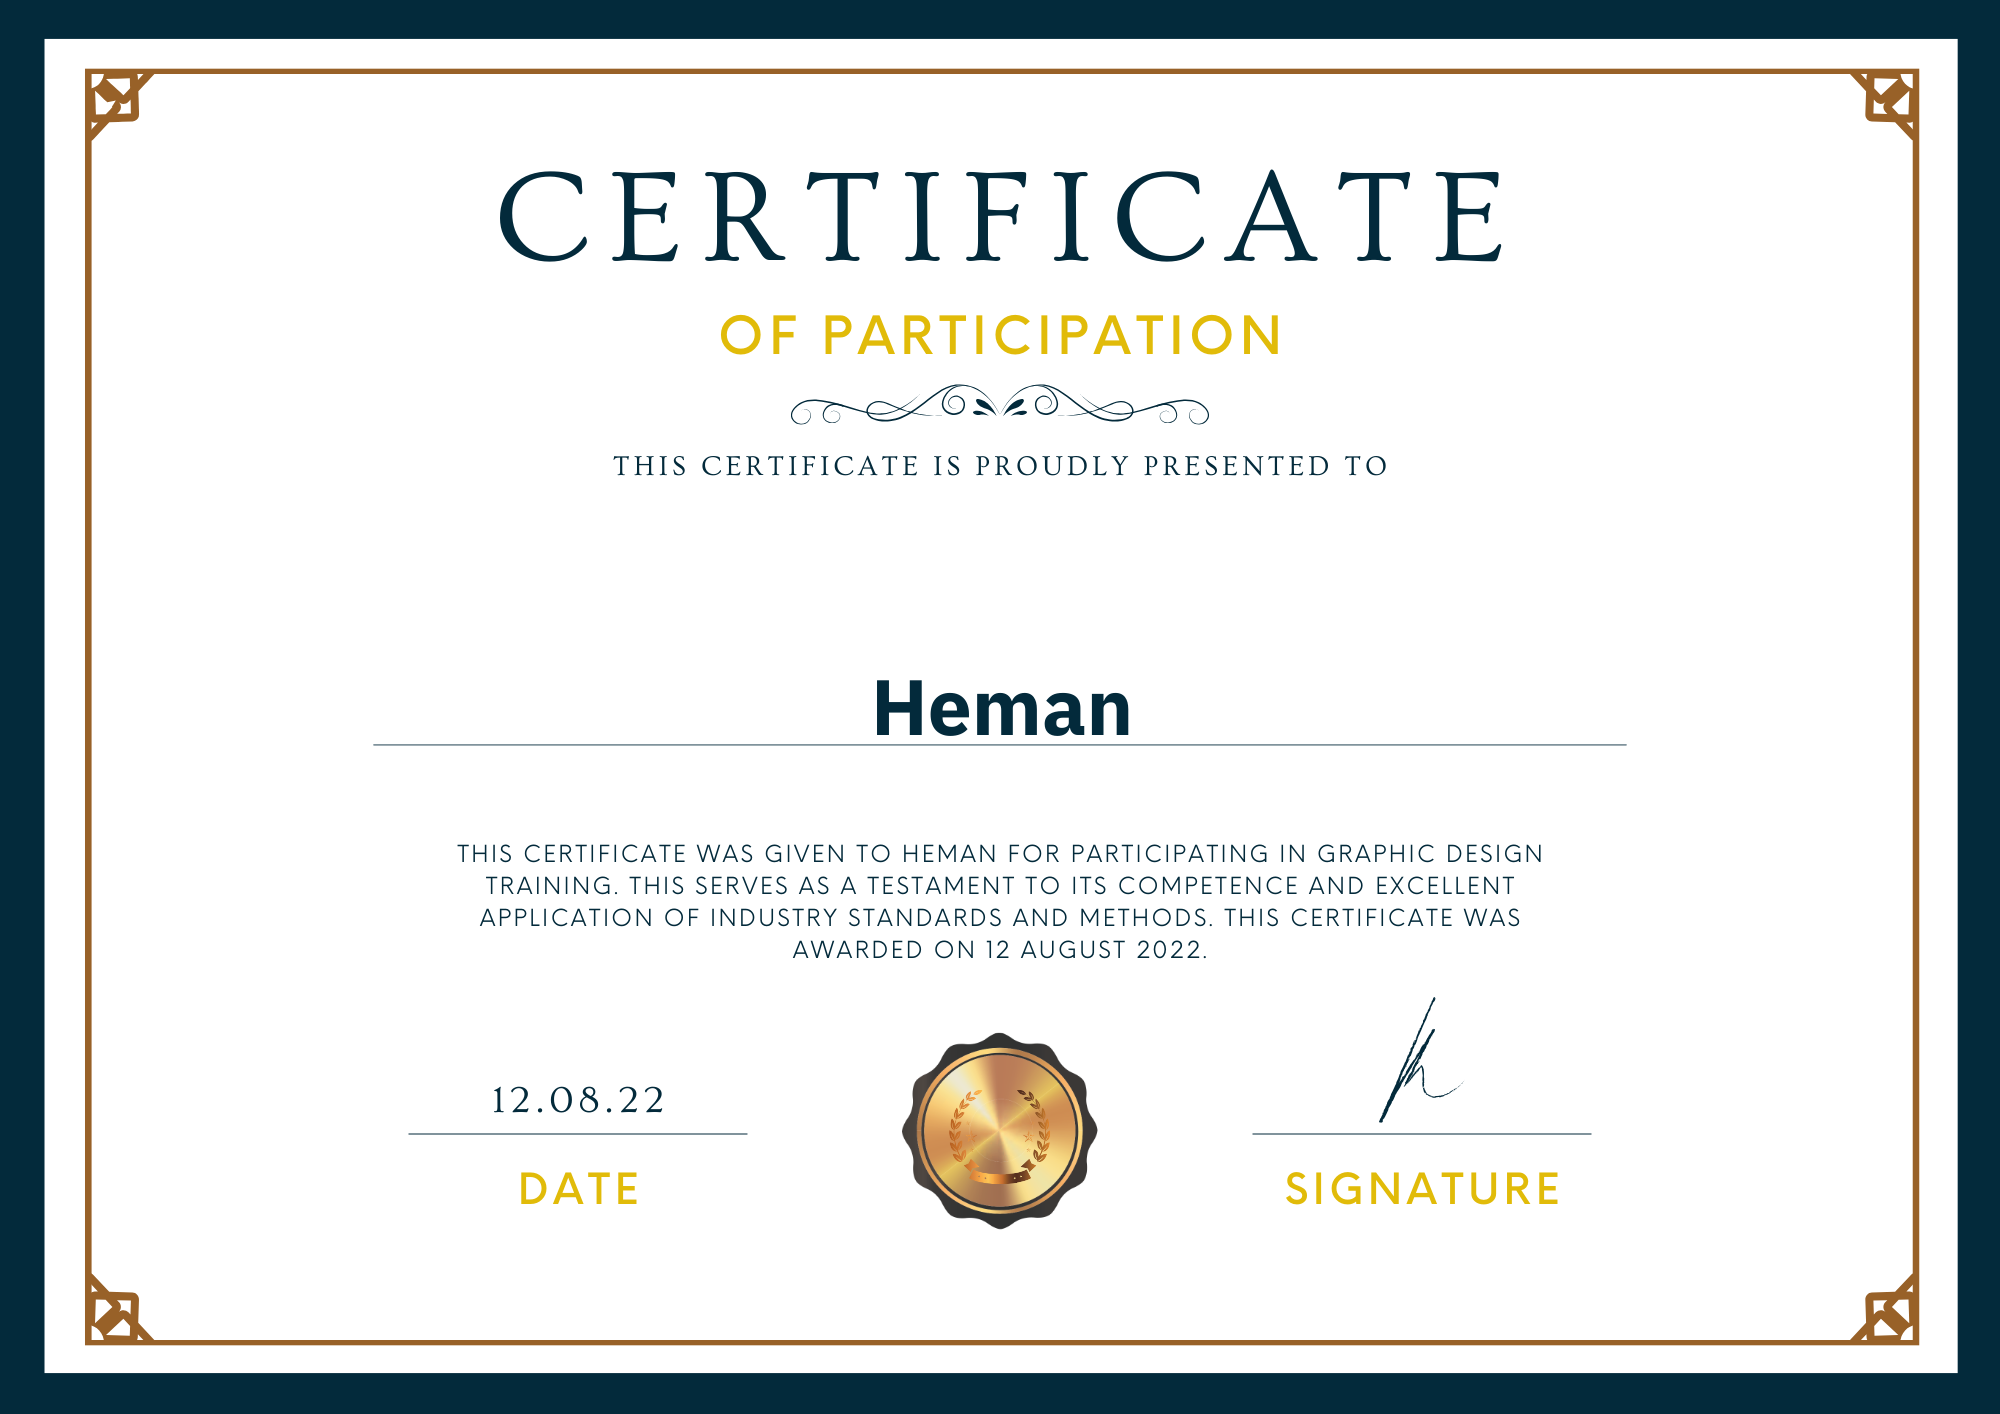 CERTIFICATE
OF PARTICIPATION
THIS CERTIFICATE IS PROUDLY PRESENTED TO
Heman
THIS CERTIFICATE WAS GIVEN TO HEMAN FOR PARTICIPATING IN GRAPHIC DESIGN
TRAINING. THIS SERVES AS A TESTAMENT TO ITS COMPETENCE AND EXCELLENT
APPLICATION OF INDUSTRY STANDARDS AND METHODS. THIS CERTIFICATE WAS
AWARDED ON 12 AUGUST 2022.
12.08.22
DATE
SIGNATURE